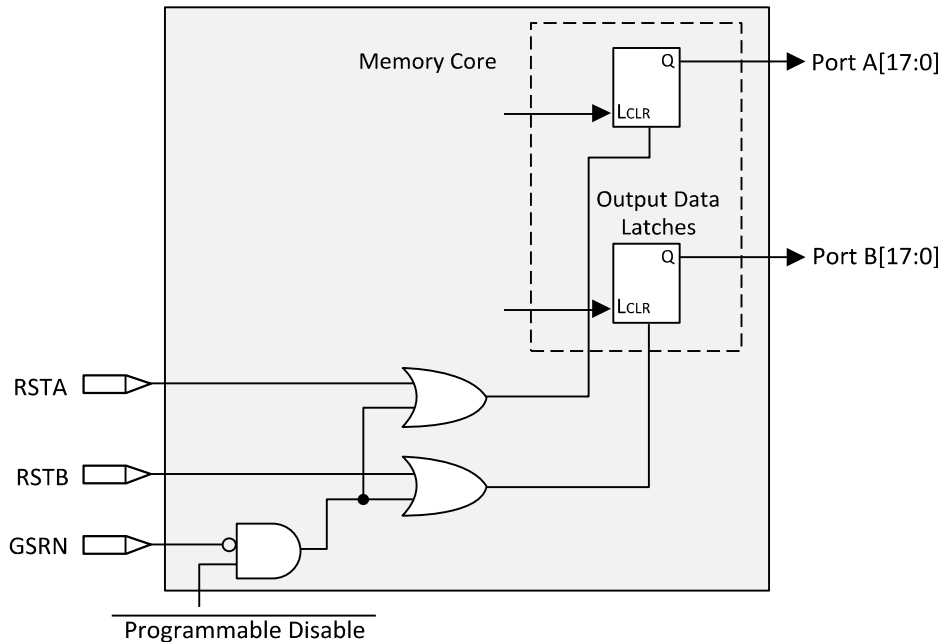 Memory Core
Q
Port A[17:0]
LCLR
Output Data
Latches
Q
Port B[17:0]
LCLR
RSTA
RSTB
GSRN
Programmable Disable